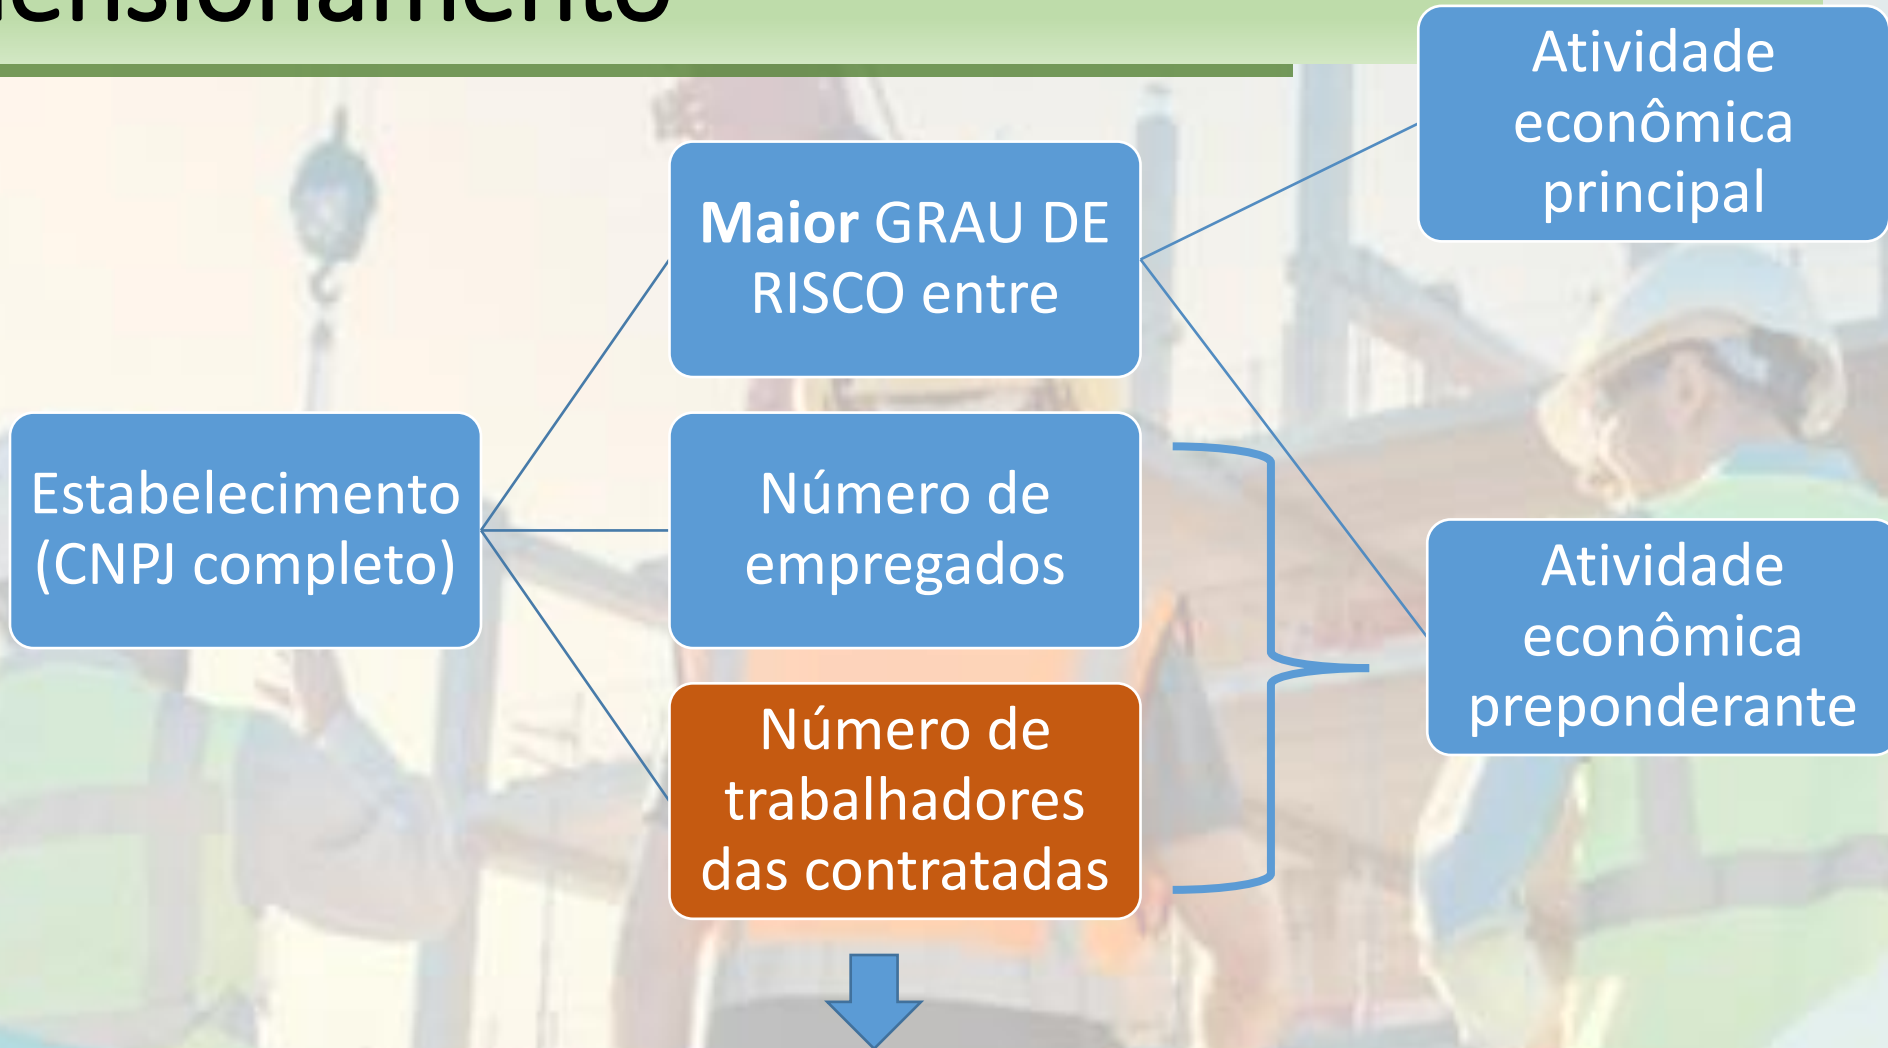 Atividade
econômica
principal
Maior GRAU DE
RISCO entre
Estabelecimento
(CNPJ completo)
Número de
empregados
Atividade
econômica
preponderante
Número de
trabalhadores
das contratadas